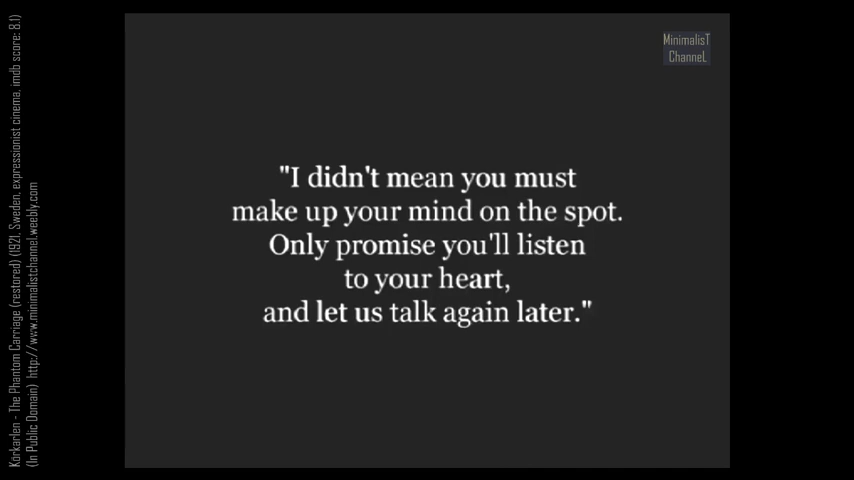 Körkarlen - The Phantom Carriage (restored) (1921, Sweden, expressionist cinema, imdb score: 8.1)
(In Public Domain) http://www.minimalistchannel.weebly.com
MinimalisT
ChanneL
"I didn't mean you must
make up your mind on the spot.
Only promise you'll listen
to your heart,
and let us talk again later."